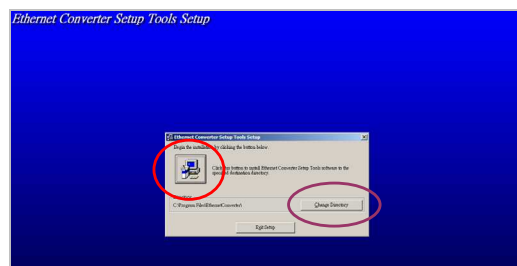 Ethernet Converter Setup Tools Setup
Ethernet Converter Setup Tools Setup
Begin the installation by clicking the button below.
Click this button to install Ethernet Converter Setup Tools software to the
specified destination directory.
C:\Program Files\EthernetConverter\
Change Directory
Exit Setup